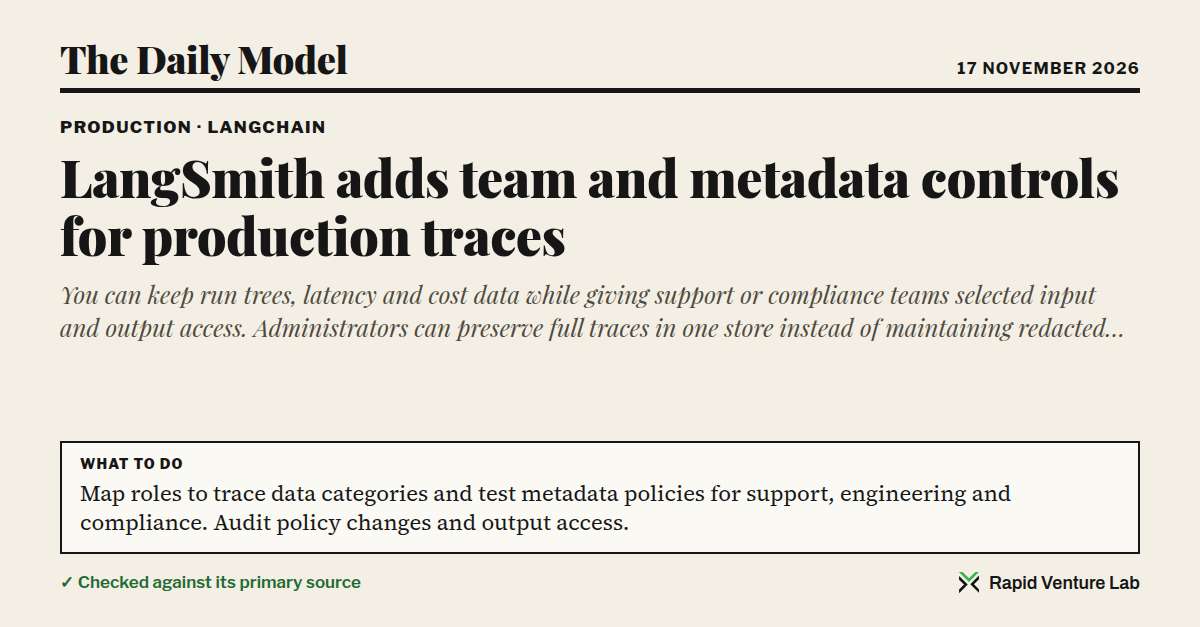 The Daily Model
17 NOVEMBER 2026
PRODUCTION · LANGCHAIN
LangSmith adds team and metadata controls
for production traces
You can keep run trees, latency and cost data while giving support or compliance teams selected input
and output access. Administrators can preserve full traces in one store instead of maintaining redacted…
WHAT TO DO
Map roles to trace data categories and test metadata policies for support, engineering and
compliance. Audit policy changes and output access.
✓ Checked against its primary source
Rapid Venture Lab